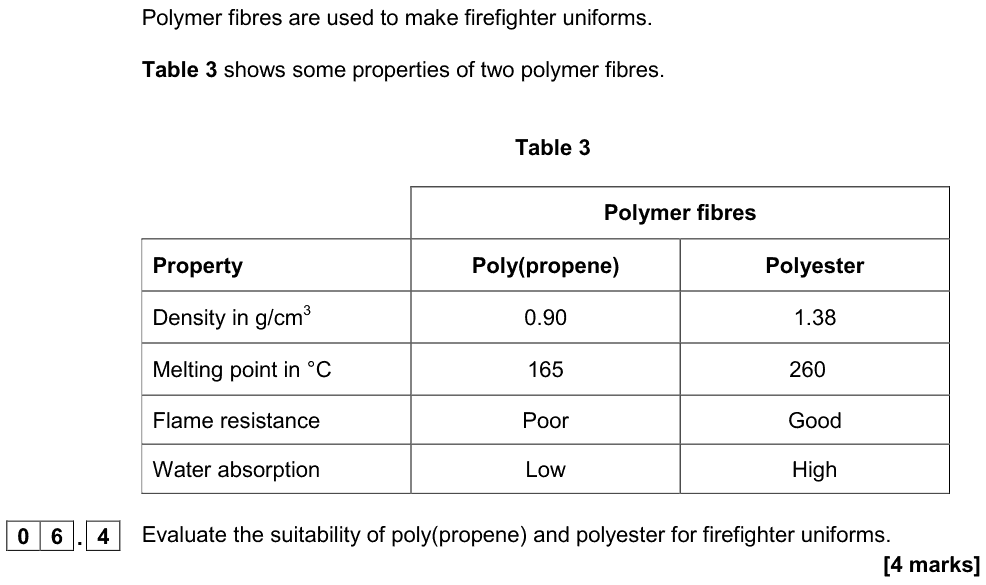 Polymer fibres are used to make firefighter uniforms.
Table 3 shows some properties of two polymer fibres.
Table 3
Polymer fibres
Property Poly(propene) Polyester
Density in g/cm³ 0.90 1.38
Melting point in °C 165 260
Flame resistance Poor Good
Water absorption Low High
0 6 . 4 Evaluate the suitability of poly(propene) and polyester for firefighter uniforms.
[4 marks]